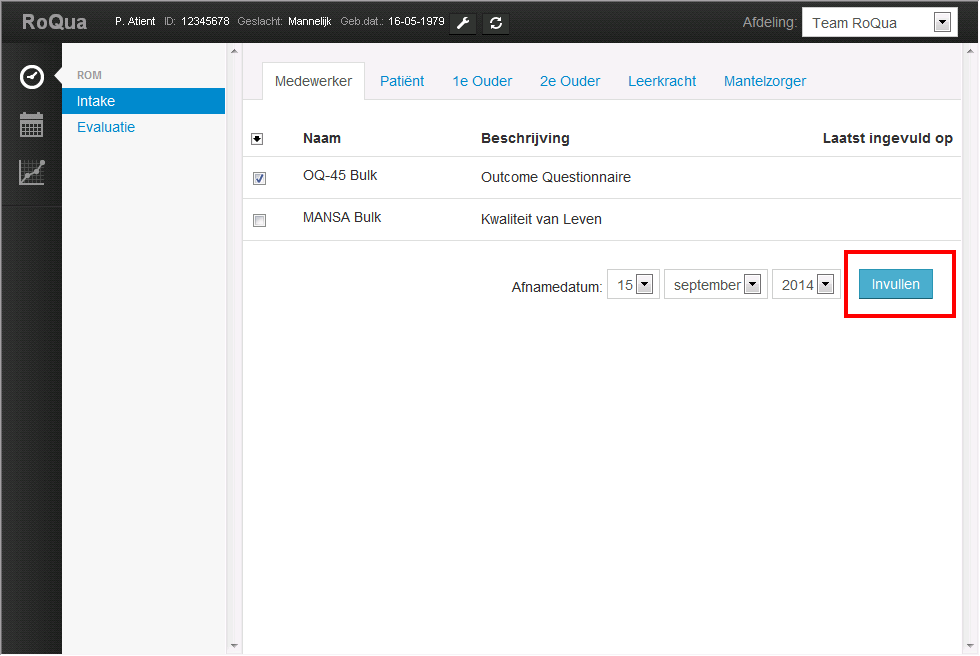 RoQua P. Atient ID: 12345678 Geslacht: Mannelijk Geb.dat.: 16-05-1979 Afdeling: Team RoQua
ROM
Intake
Evaluatie
Medewerker Patiënt 1e Ouder 2e Ouder Leerkracht Mantelzorger
Naam Beschrijving Laatst ingevuld op
OQ-45 Bulk Outcome Questionnaire
MANSA Bulk Kwaliteit van Leven
Afnamedatum: 15 september 2014 Invullen